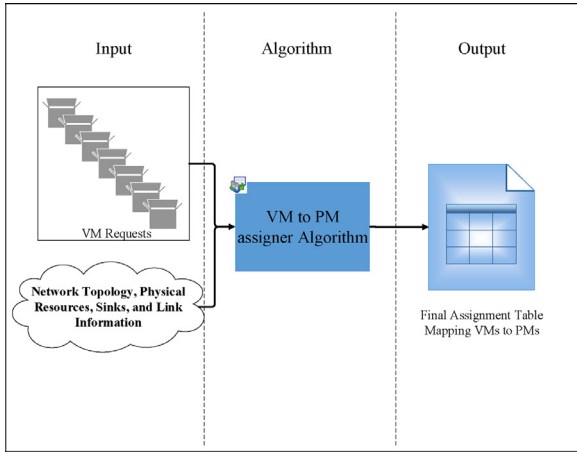 Input
Algorithm
Output
VM Requests
Network Topology, Physical
Resources, Sinks, and Link
Information
VM to PM
assigner Algorithm
Final Assignment Table
Mapping VMs to PMs